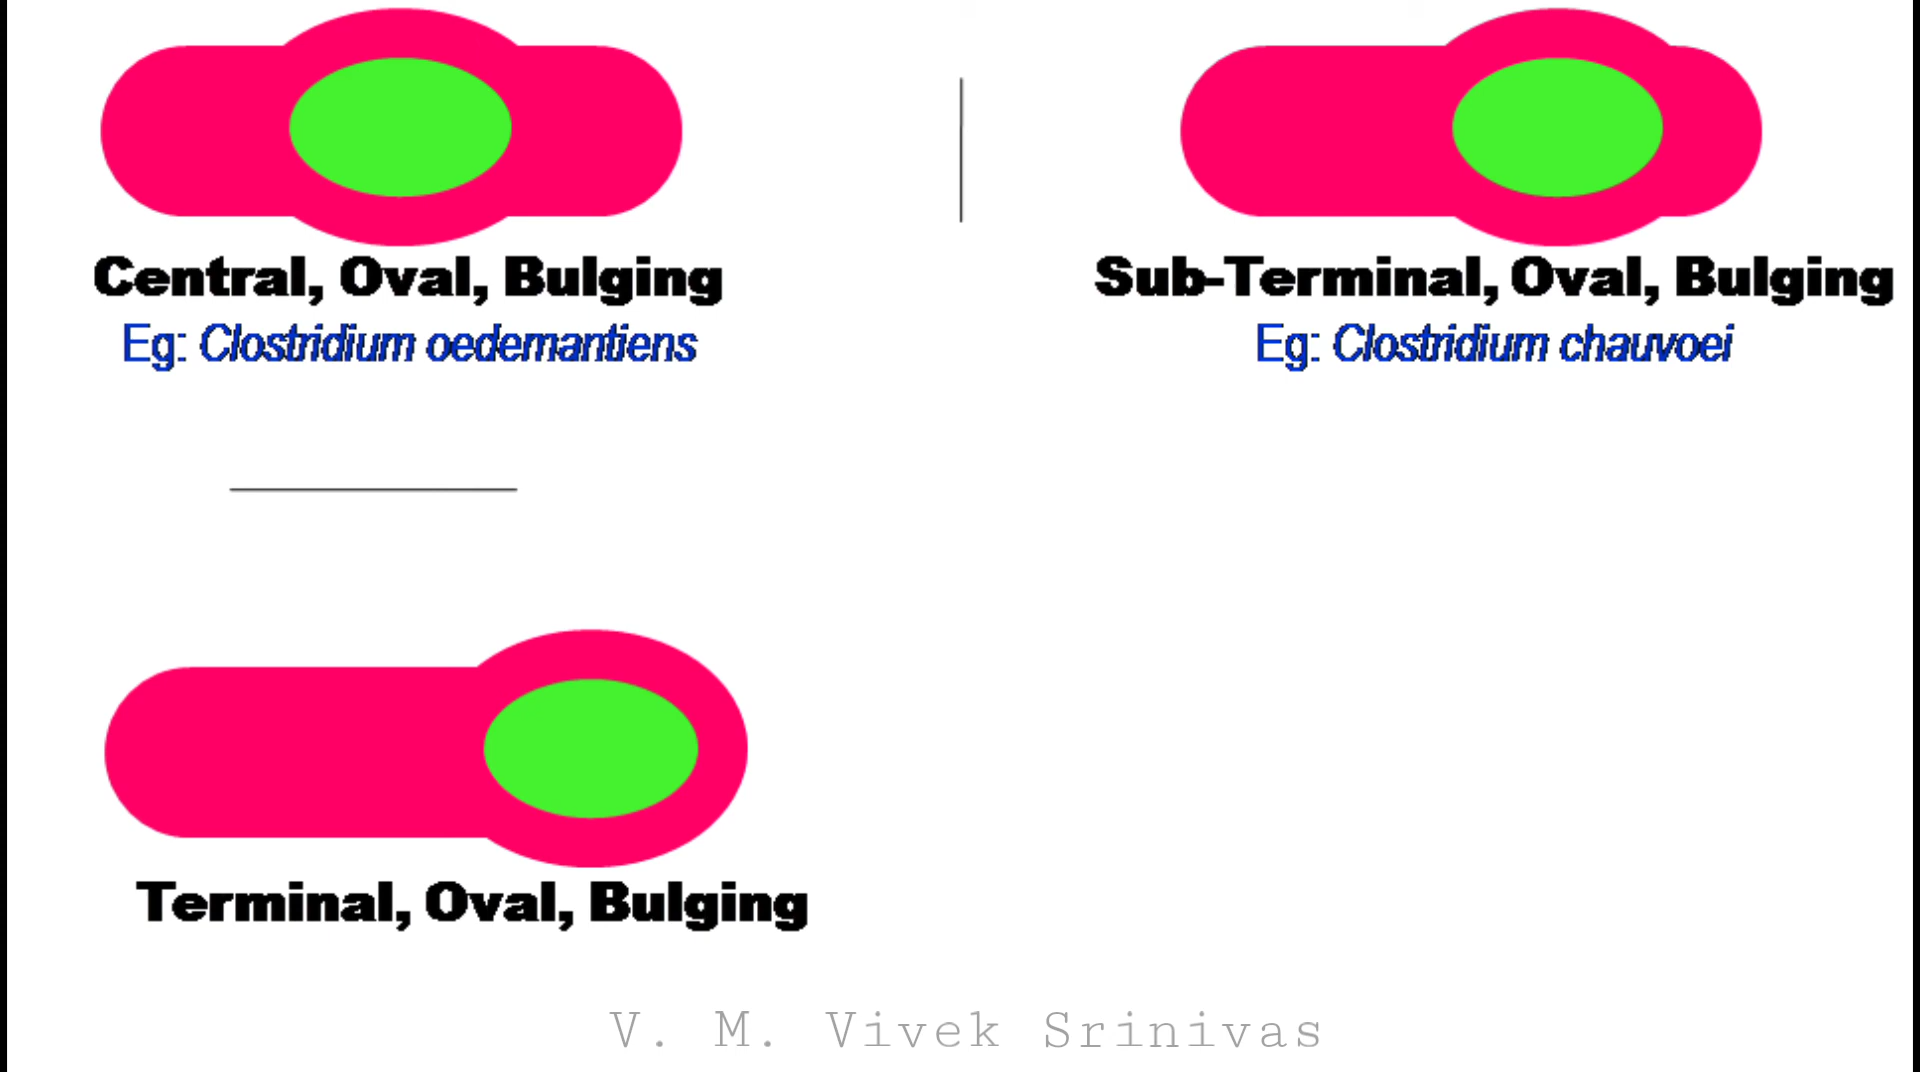 Central, Oval, Bulging
Eg: Clostridium oedemantiens
Sub-Terminal, Oval, Bulging
Eg: Clostridium chauvoei
Terminal, Oval, Bulging
V. M. Vivek Srinivas